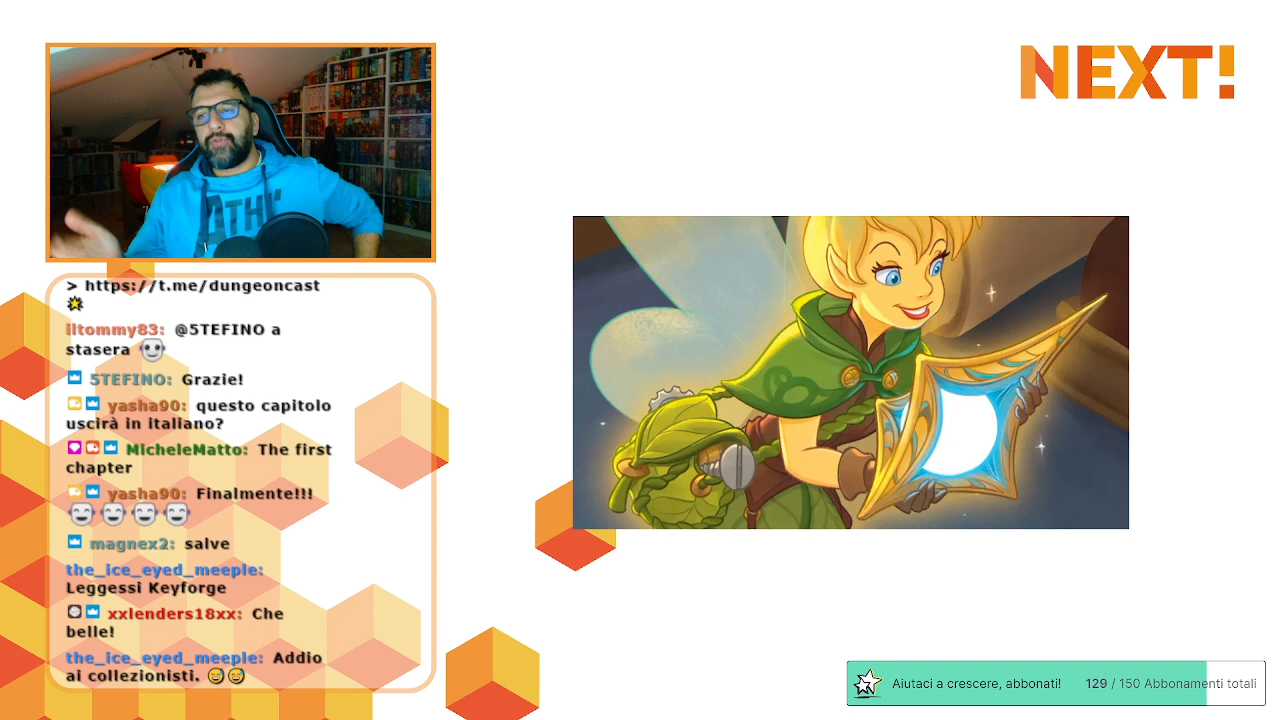 NEXT!
ATHK
> https://t.me/dungeoncast
iltommy83: @5TEFINO a
stasera
5TEFINO: Grazie!
yasha90: questo capitolo
uscirà in italiano?
MicheleMatto: The first
chapter
yasha90: Finalmente!!!
magnex2: salve
the_ice_eyed_meeple:
Leggessi Keyforge
xxlenders18xx: Che
belle!
the_ice_eyed_meeple: Addio
ai collezionisti.
Aiutaci a crescere, abbonati! 129 / 150 Abbonamenti totali